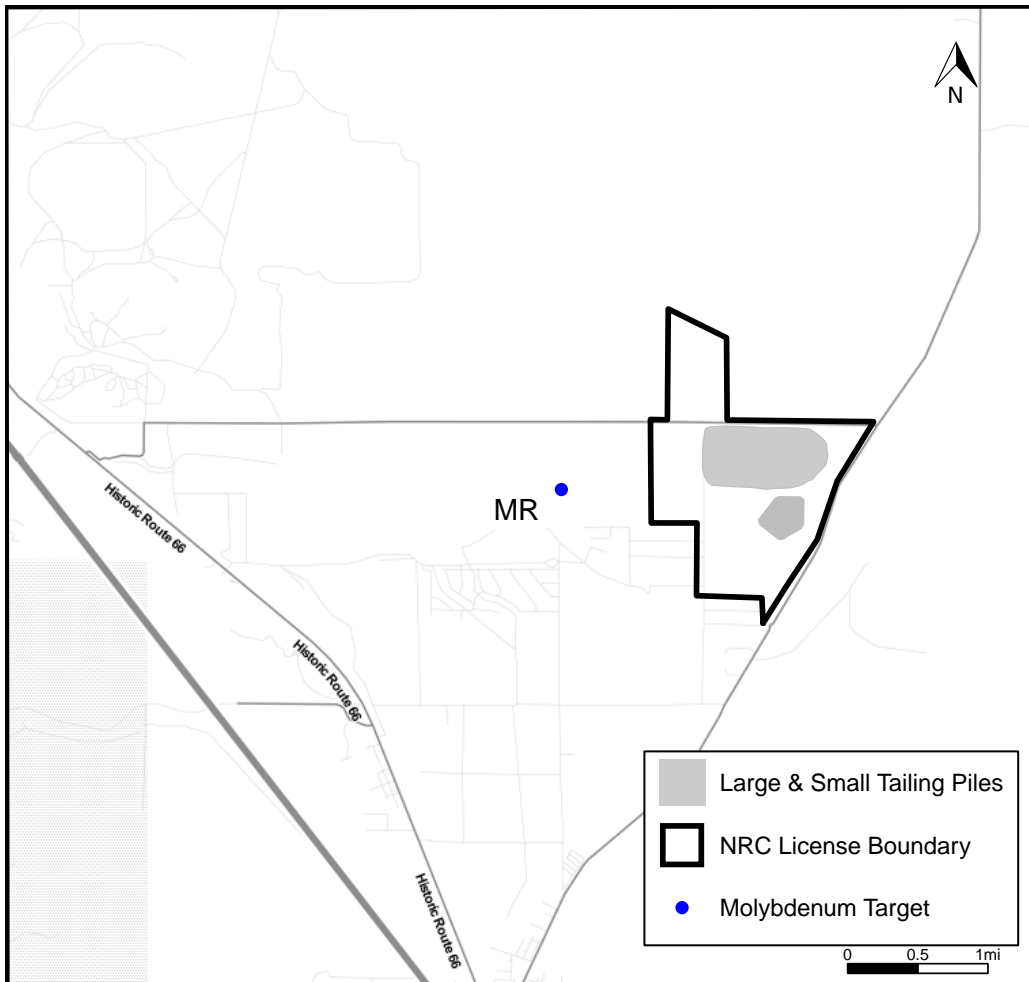 N
MR
Historic Route 66
Historic Route 66
Historic Route 66
Large & Small Tailing Piles
NRC License Boundary
Molybdenum Target
0 0.5 1mi